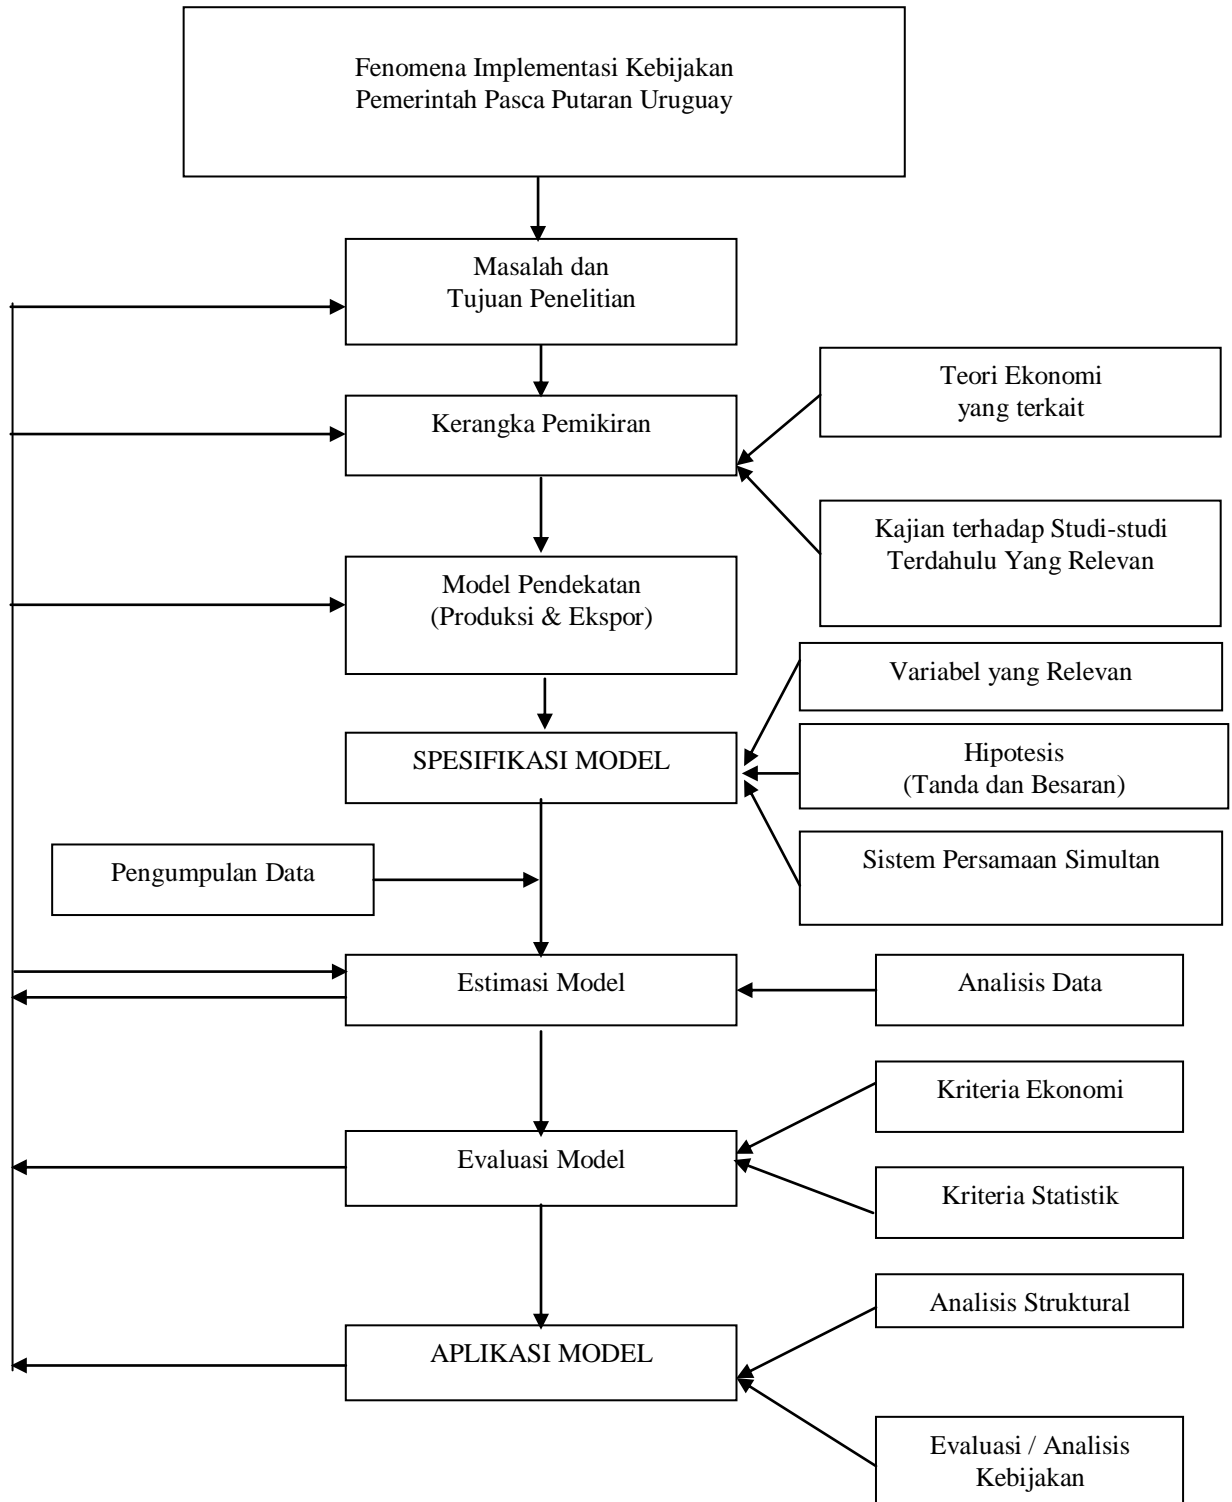 Fenomena Implementasi Kebijakan
Pemerintah Pasca Putaran Uruguay
Masalah dan
Tujuan Penelitian
Teori Ekonomi
yang terkait
Kerangka Pemikiran
Kajian terhadap Studi-studi
Terdahulu Yang Relevan
Model Pendekatan
(Produksi & Ekspor)
Variabel yang Relevan
SPESIFIKASI MODEL
Hipotesis
(Tanda dan Besaran)
Sistem Persamaan Simultan
Pengumpulan Data
Estimasi Model
Analisis Data
Kriteria Ekonomi
Evaluasi Model
Kriteria Statistik
Analisis Struktural
APLIKASI MODEL
Evaluasi / Analisis
Kebijakan